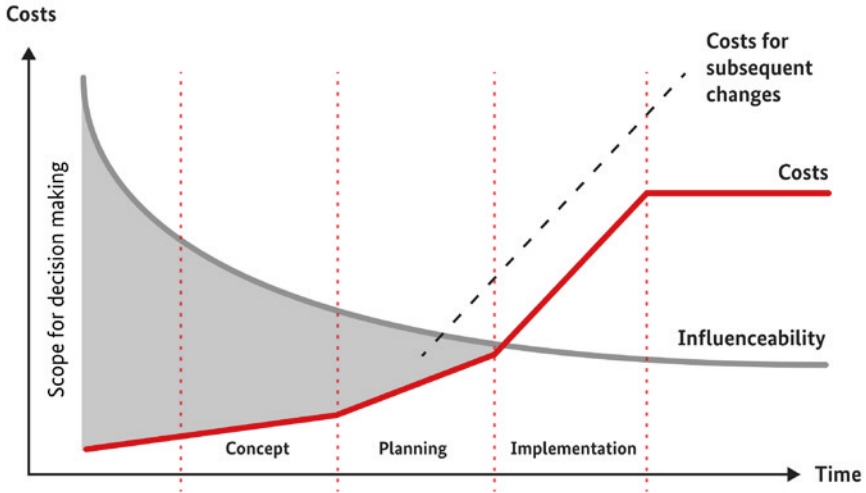 Costs
Costs for
subsequent
changes
Costs
Scope for decision making
Influenceability
Concept
Planning
Implementation
Time